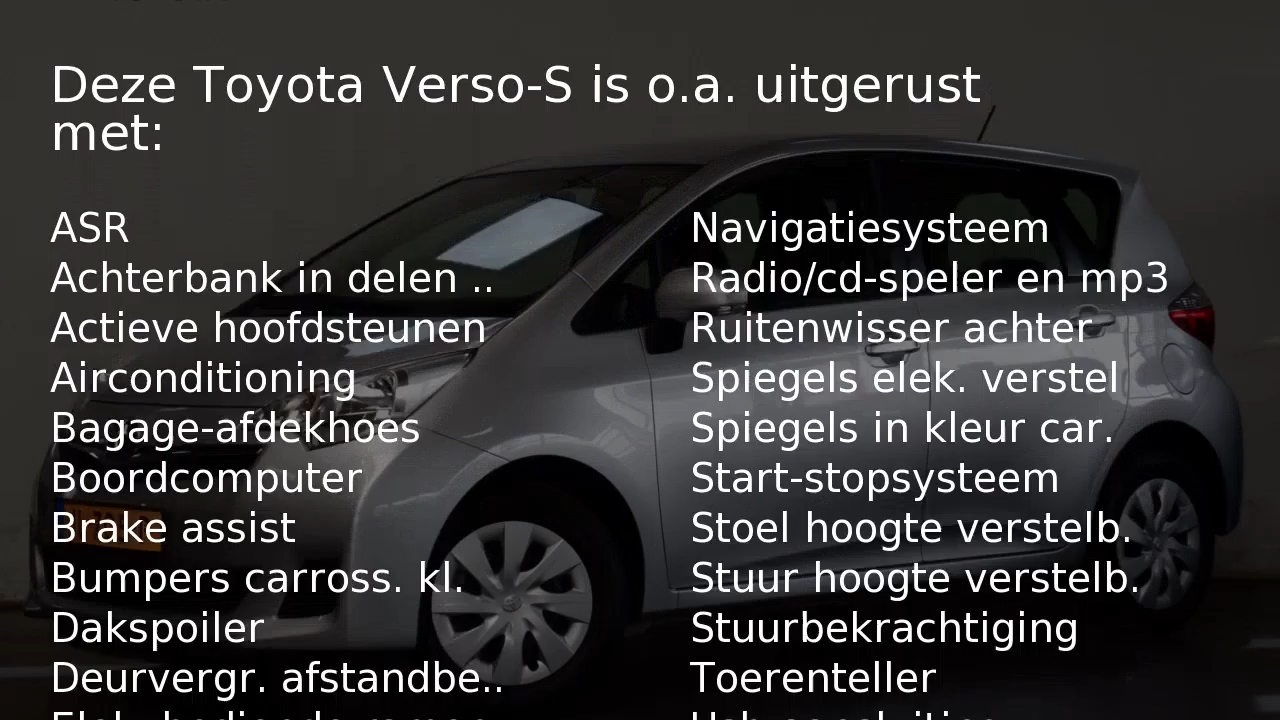 Deze Toyota Verso-S is o.a. uitgerust
met:
ASR
Achterbank in delen ..
Actieve hoofdsteunen
Airconditioning
Bagage-afdekhoes
Boordcomputer
Brake assist
Bumpers carross. kl.
Dakspoiler
Deurvergr. afstandbe..
Navigatiesysteem
Radio/cd-speler en mp3
Ruitenwisser achter
Spiegels elek. verstel
Spiegels in kleur car.
Start-stopsysteem
Stoel hoogte verstelb.
Stuur hoogte verstelb.
Stuurbekrachtiging
Toerenteller